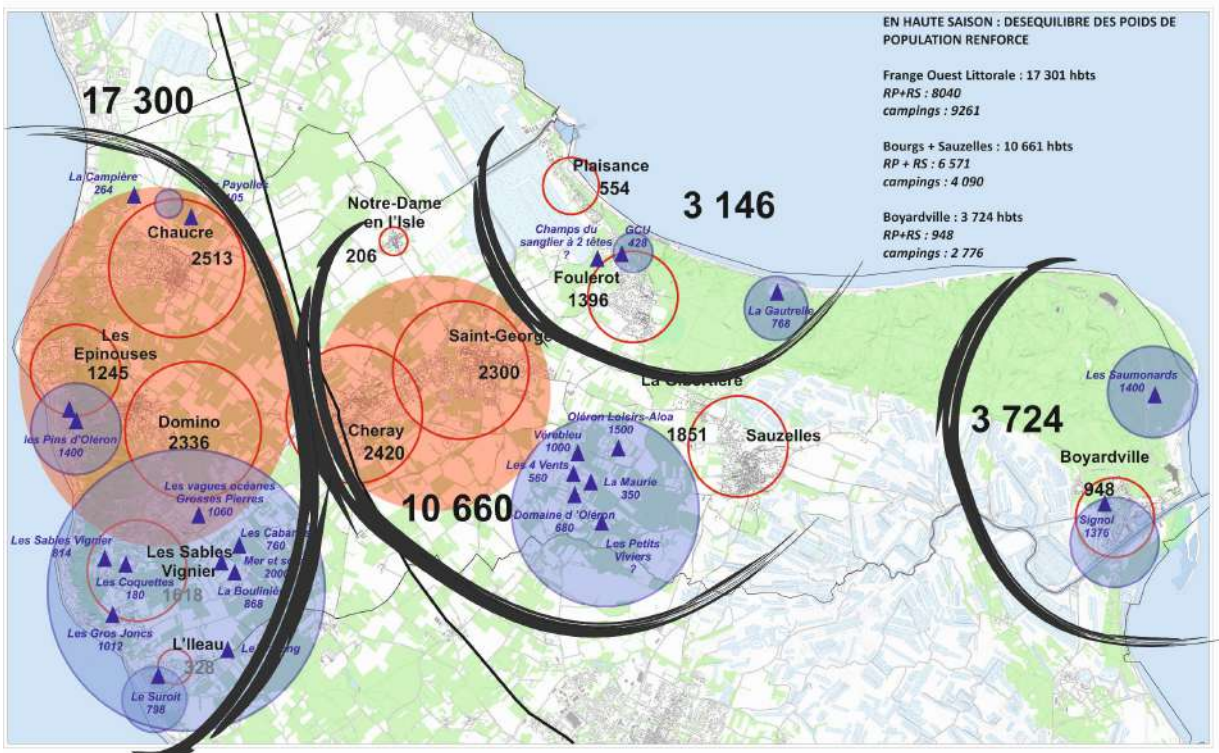 EN HAUTE SAISON : DESEQUILIBRE DES POIDS DE
POPULATION RENFORCE
Frange Ouest Littorale : 17 301 hbts
RP+RS : 8040
campings : 9261
Bourgs + Sauzelles : 10 661 hbts
RP + RS : 6 571
campings : 4 090
Boyardville : 3 724 hbts
RP+RS : 948
campings : 2 776
17 300
La Campière
264
Payolles
Chaucre
2513
Les
Epinouses
1245
les Pins d'Oléron
1400
Domino
2336
Les vagues océanes
Grosses Pierres
1060
Les Sables Vignier
814
Les Sables
Vignier
1618
Les Coquettes
180
760
Mer et
La
868
Les Gros Joncs
1012
L'Ileau
328
Le Suroit
798
Notre-Dame
en l'Isle
206
Saint-George
2300
Cheray
2420
10 660
Plaisance
554
3 146
Champs du
sanglier à 2 têtes
?
GCU
428
Foulerot
1396
La Gautrelle
768
Oléron Loisirs-Aloa
1500
Vérebleu
1000
Les 4 Vents
560
La Maurie
350
Domaine d 'Oléron
680
Les Petits
Viviers
?
1851
Sauzelles
3 724
Les Saumonards
1400
Boyardville
948
Signol
1376